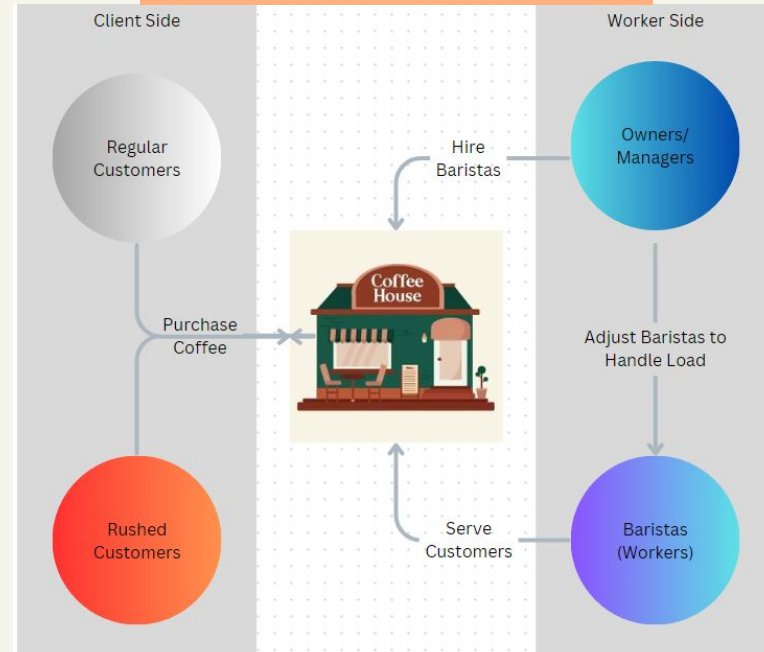 Client Side
Worker Side
Regular
Customers
Hire
Baristas
Owners/
Managers
Coffee
House
Purchase
Coffee
Adjust Baristas to
Handle Load
Rushed
Customers
Serve
Customers
Baristas
(Workers)